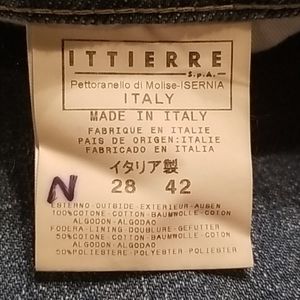 ITTIERRE
S.p.A.
Pettoranello di Molise-ISERNIA
ITALY
MADE IN ITALY
FABRIQUE EN ITALIE
PAIS DE ORIGEN:ITALIE
FABRICADO EN ITALIA
イタリア製
N 28 42
ESTERNO-OUTSIDE-EXTERIEUR-AUßEN
100%COTONE-COTTON-BAUMWOLLE-COTON
ALGODON-ALGODAO
FODERA-LINING-DOUBLURE-GEFUTTER
50%COTONE-COTTON-BAUMWOLLE-COTON
ALGODON-ALGODAO
50%POLIESTERE-POLYESTER-POLIESTER